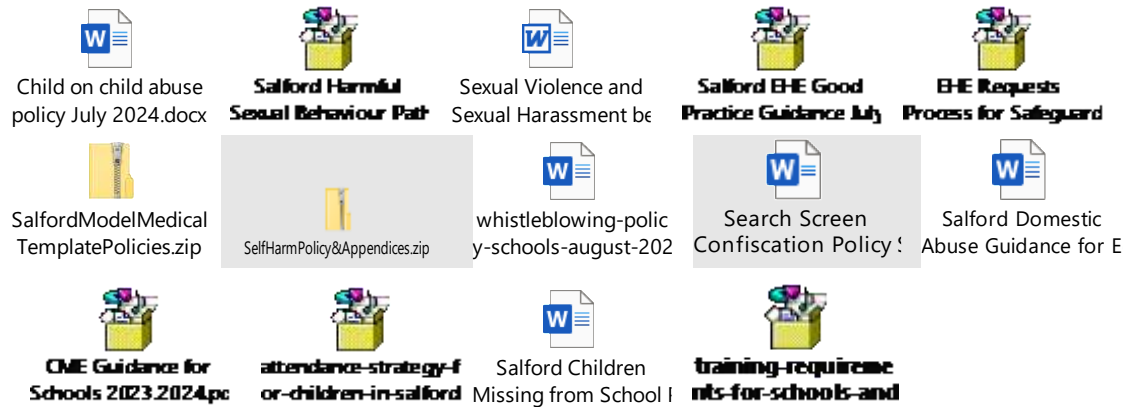 Child on child abuse
policy July 2024.docx
Salford Harmful
Sexual Behaviour Path
Sexual Violence and
Sexual Harassment be
Salford EHE Good
Practice Guidance July
EHE Requests
Process for Safeguard
SalfordModelMedical
TemplatePolicies.zip
SelfHarmPolicy&Appendices.zip
whistleblowing-polic
y-schools-august-202
Search Screen
Confiscation Policy S
Salford Domestic
Abuse Guidance for E
CME Guidance for
Schools 2023.2024.pc
attendance-strategy-f
or-children-in-salford
Salford Children
Missing from School F
training-requireme
nts-for-schools-and